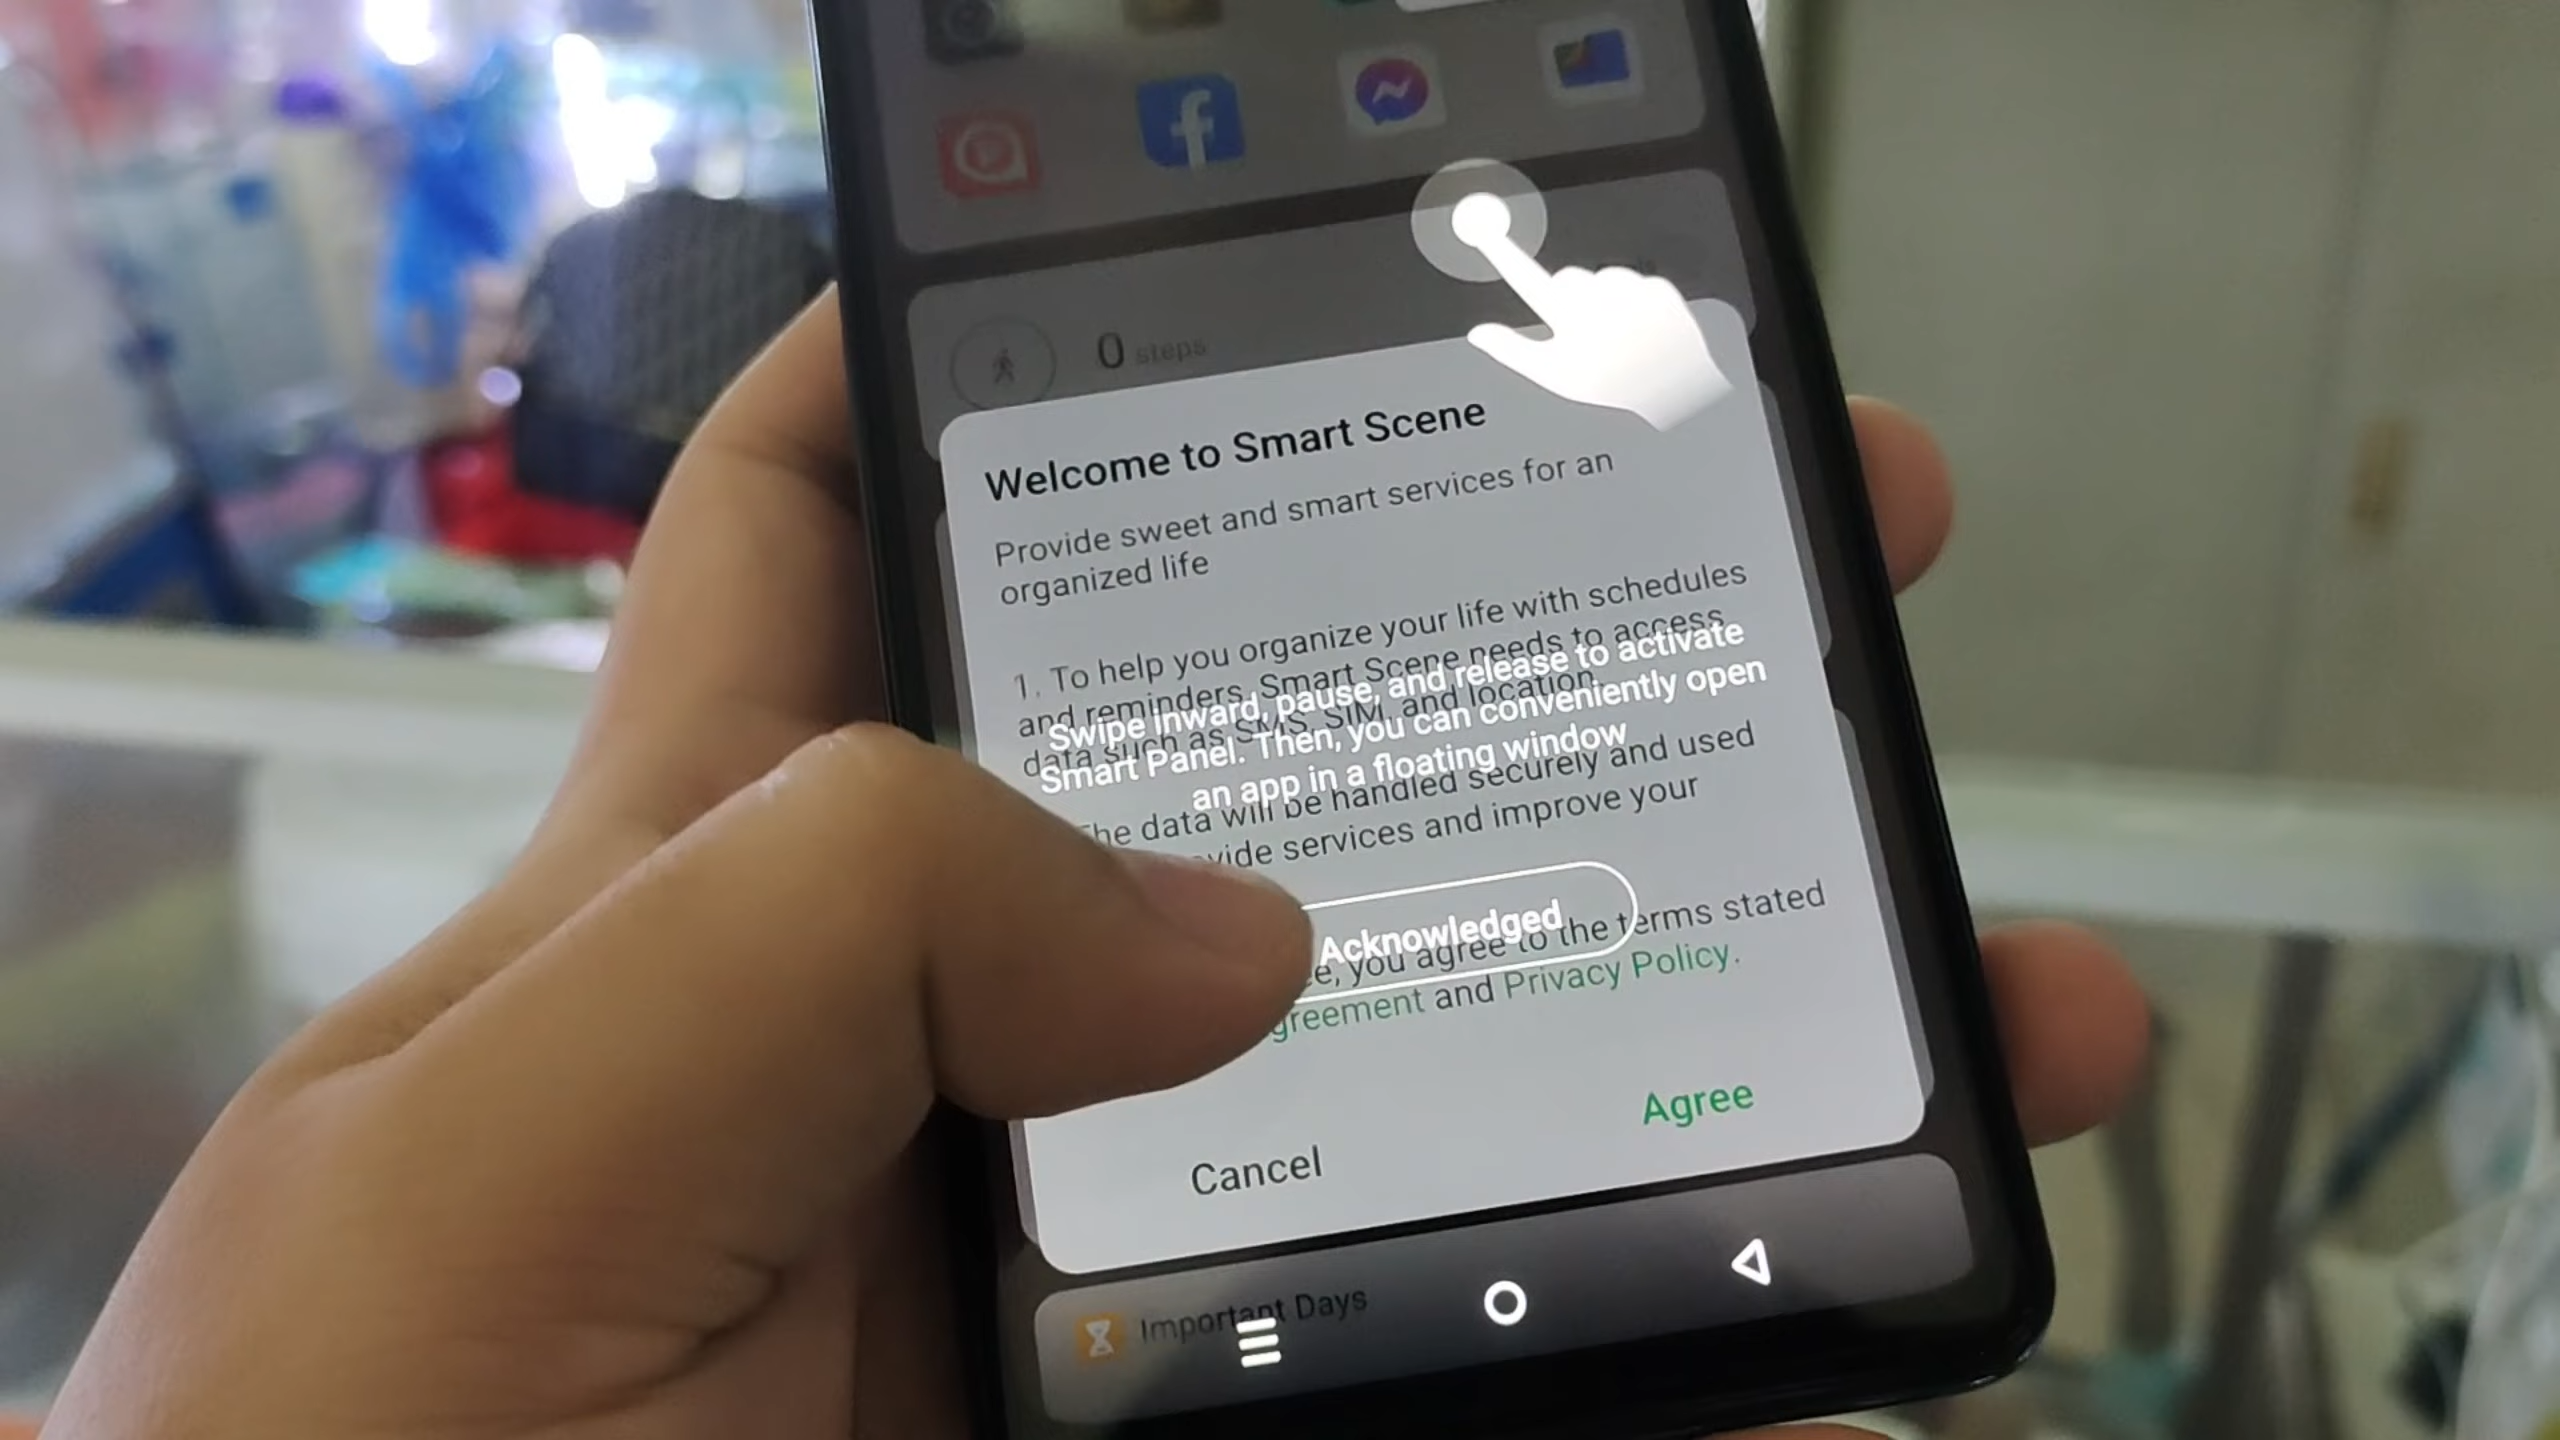 0 steps
Welcome to Smart Scene
Provide sweet and smart services for an
organized life
1. To help you organize your life with schedules
and reminders, Smart Scene needs to access
data such as SMS, SIM, and location.
Swipe inward, pause, and release to activate
Smart Panel. Then, you can conveniently open
an app in a floating window
The data will be handled securely and used
services and improve your
Acknowledged
you agree to the terms stated
and Privacy Policy.
Cancel
Agree
Important Days